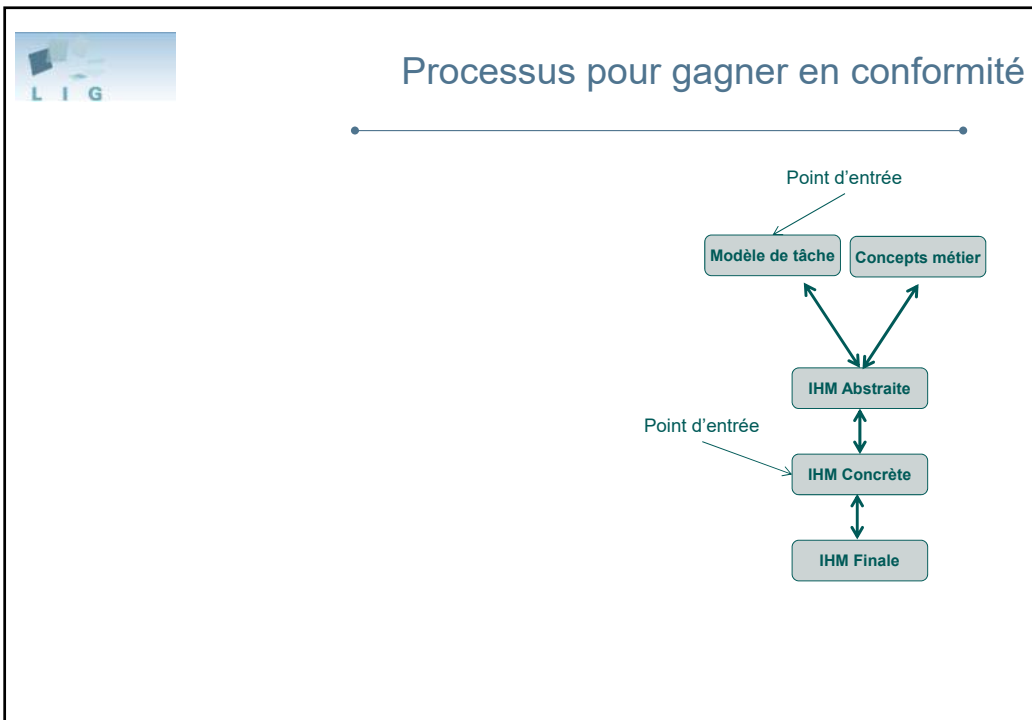 L I G
Processus pour gagner en conformité
Point d'entrée
Modèle de tâche
Concepts métier
IHM Abstraite
Point d'entrée
IHM Concrète
IHM Finale